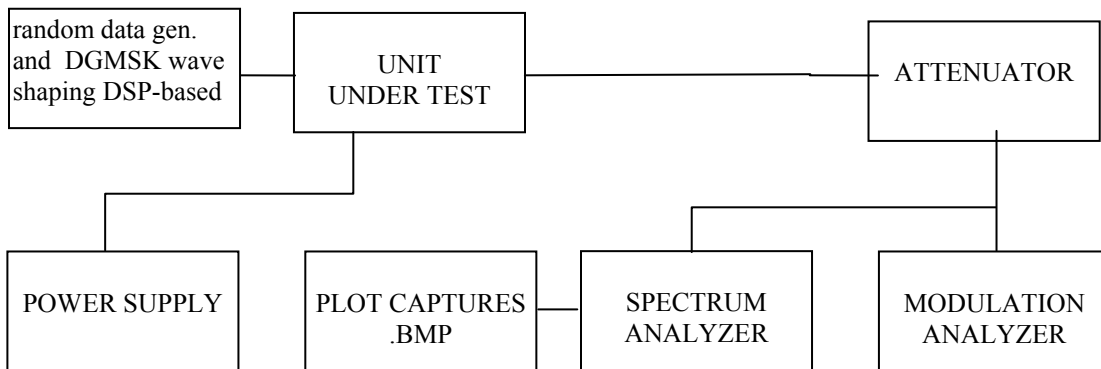 random data gen.
and DGMSK wave
shaping DSP-based
UNIT
UNDER TEST
ATTENUATOR
POWER SUPPLY
PLOT CAPTURES
.BMP
SPECTRUM
ANALYZER
MODULATION
ANALYZER